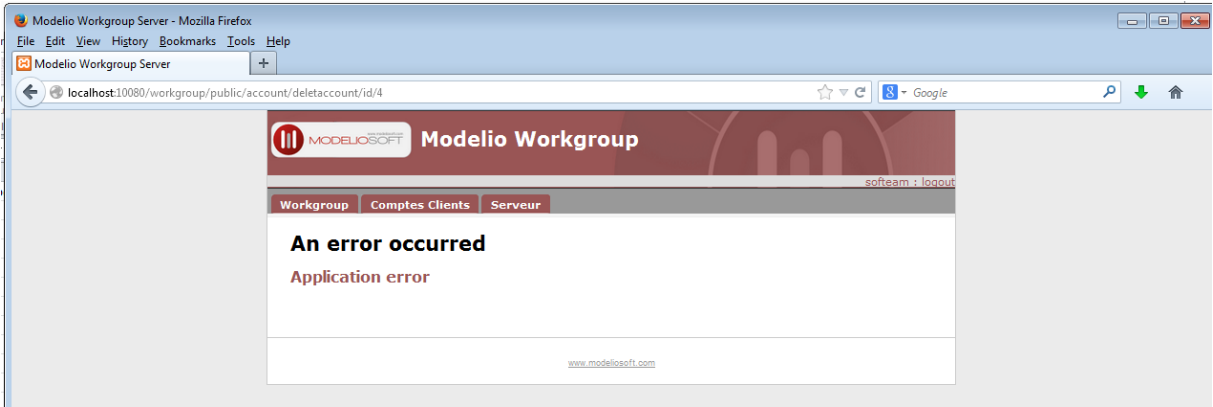 Modelio Workgroup Server - Mozilla Firefox
File Edit View History Bookmarks Tools Help
Modelio Workgroup Server +
localhost:10080/workgroup/public/account/deletaccount/id/4 Google
MODELIOSOFT Modelio Workgroup
softeam : logout
Workgroup Comptes Clients Serveur
An error occurred
Application error
www.modeliosoft.com